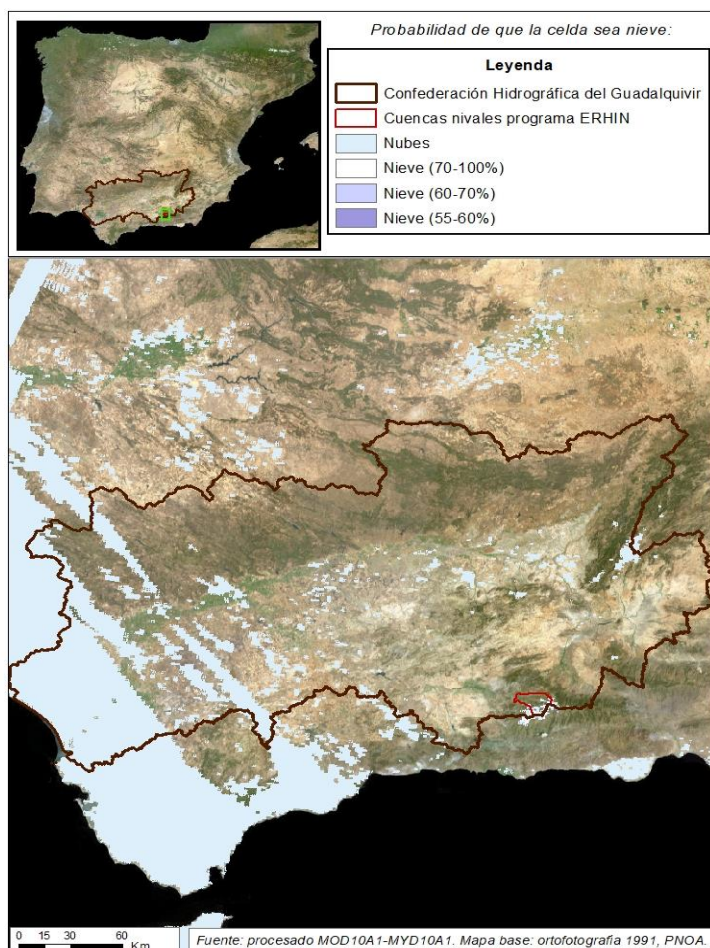 Probabilidad de que la celda sea nieve:
Leyenda
Confederación Hidrográfica del Guadalquivir
Cuencas nivales programa ERHIN
Nubes
Nieve (70-100%)
Nieve (60-70%)
Nieve (55-60%)
0 15 30 60
Km
Fuente: procesado MOD10A1-MYD10A1. Mapa base: ortofotografía 1991, PNOA.